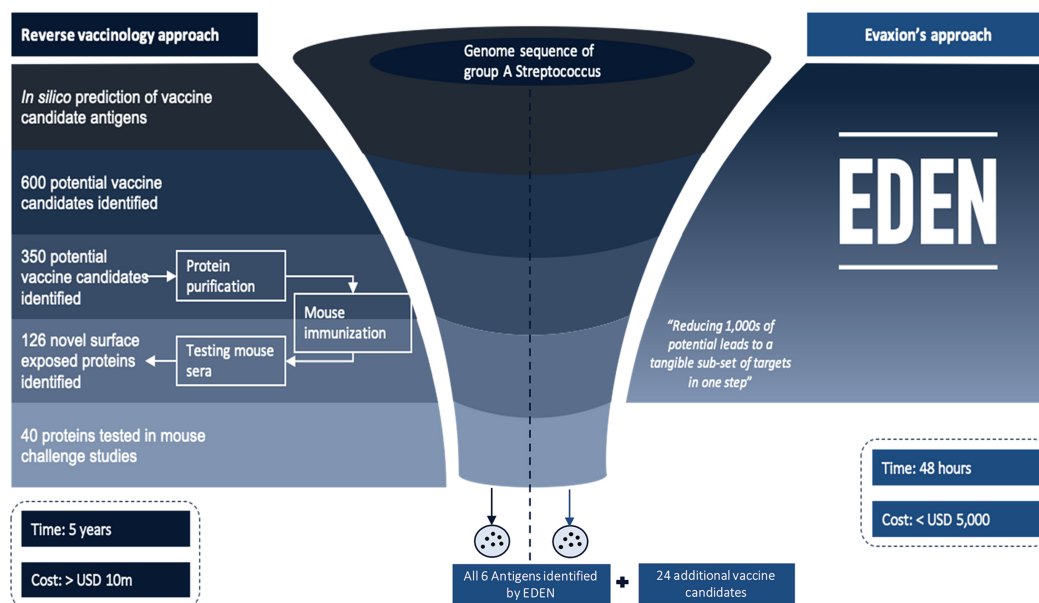 Reverse vaccinology approach
Evaxion's approach
Genome sequence of
group A Streptococcus
In silico prediction of vaccine
candidate antigens
600 potential vaccine
candidates identified
350 potential
vaccine candidates
identified
Protein
purification
Mouse
immunization
126 novel surface
exposed proteins
identified
Testing mouse
sera
40 proteins tested in mouse
challenge studies
EDEN
“Reducing 1,000s of
potential leads to a
tangible sub-set of targets
in one step”
Time: 5 years
Cost: > USD 10m
Time: 48 hours
Cost: < USD 5,000
All 6 Antigens identified
by EDEN
+
24 additional vaccine
candidates